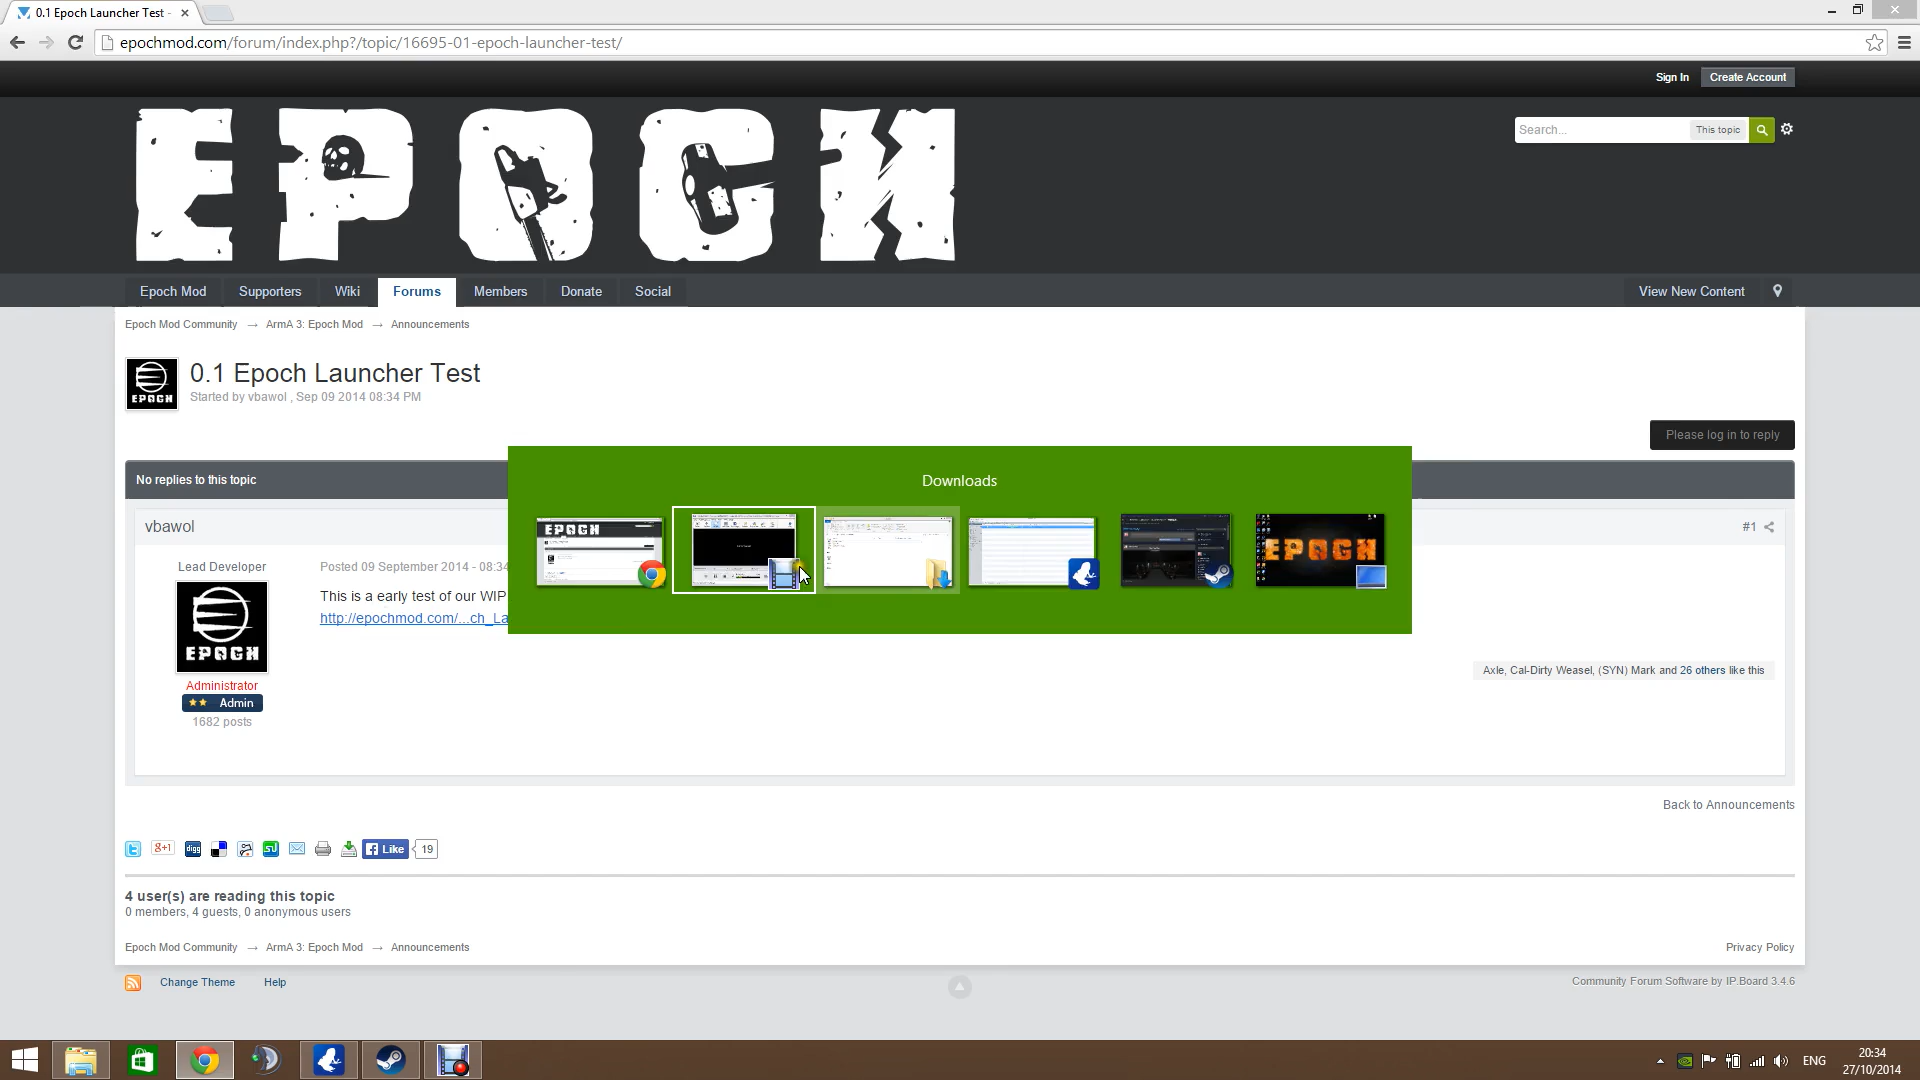 0.1 Epoch Launcher Test -
epochmod.com/forum/index.php?/topic/16695-01-epoch-launcher-test/
Sign In
Create Account
EPOCH
Search...
This topic
Epoch Mod
Supporters
Wiki
Forums
Members
Donate
Social
View New Content
Epoch Mod Community → ArmA 3: Epoch Mod → Announcements
EPOCH
0.1 Epoch Launcher Test
Started by vbawol , Sep 09 2014 08:34 PM
Please log in to reply
Downloads
No replies to this topic
EPOCH
EPOCH
vbawol
#1
Lead Developer
Posted 09 September 2014 - 08:34
This is a early test of our WIP
http://epochmod.com/...ch_La
EPOCH
Axle, Cal-Dirty Weasel, (SYN) Mark and 26 others like this
Administrator
Admin
1682 posts
Back to Announcements
g+1
digg
Like
19
4 user(s) are reading this topic
0 members, 4 guests, 0 anonymous users
Epoch Mod Community → ArmA 3: Epoch Mod → Announcements
Privacy Policy
Change Theme
Help
Community Forum Software by IP.Board 3.4.6
ENG
20:34
27/10/2014